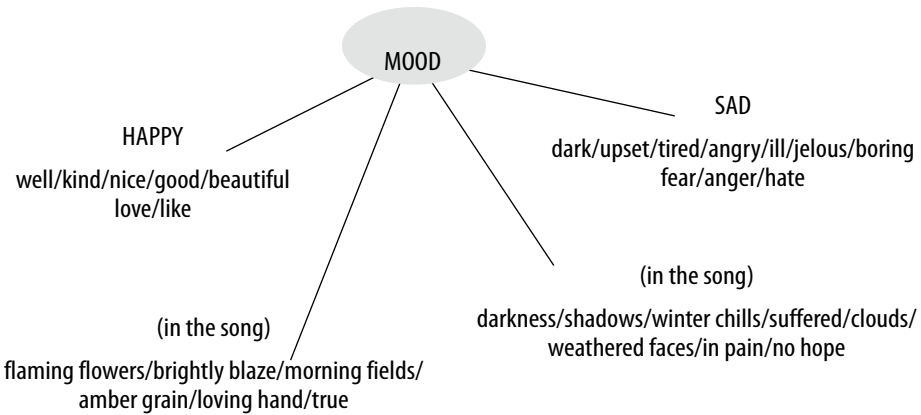 MOOD
HAPPY
well/kind/nice/good/beautiful
love/like
SAD
dark/upset/tired/angry/ill/jelous/boring
fear/anger/hate
(in the song)
flaming flowers/brightly blaze/morning fields/
amber grain/loving hand/true
(in the song)
darkness/shadows/winter chills/suffered/clouds/
weathered faces/in pain/no hope